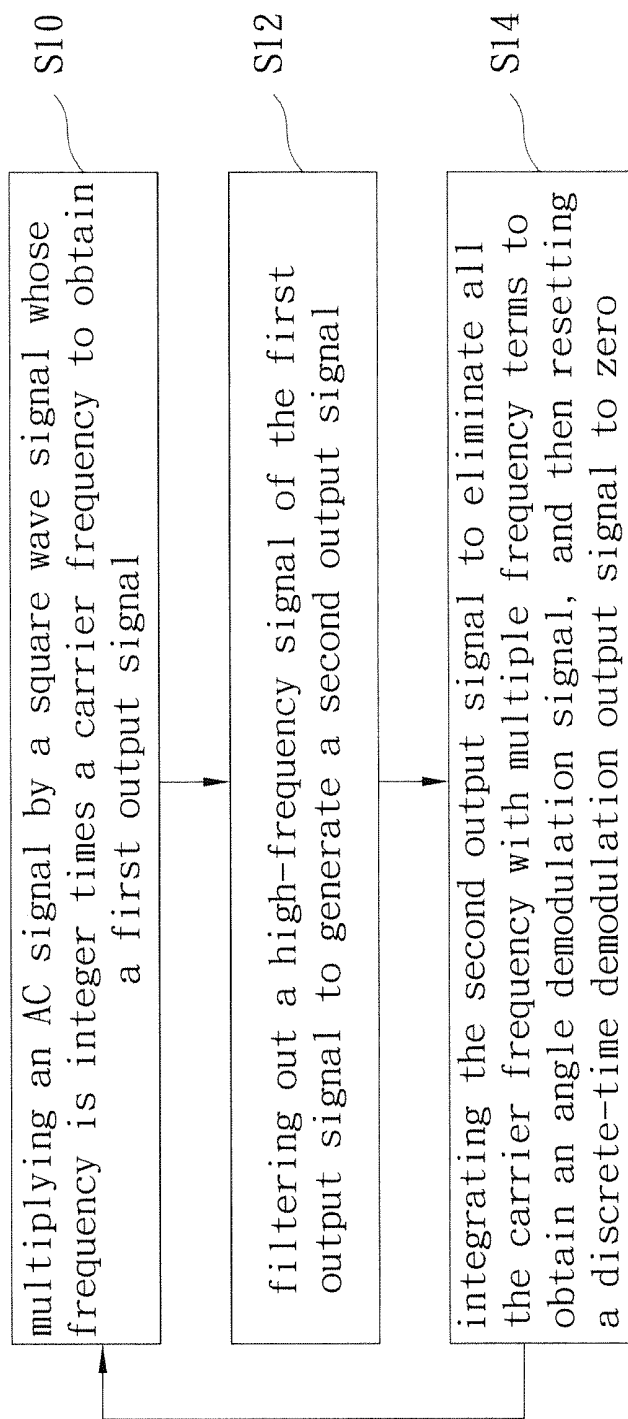 multiplying an AC signal by a square wave signal whose
frequency is integer times a carrier frequency to obtain
a first output signal
S10
filtering out a high-frequency signal of the first
output signal to generate a second output signal
S12
integrating the second output signal to eliminate all
the carrier frequency with multiple frequency terms to
obtain an angle demodulation signal, and then resetting
a discrete-time demodulation output signal to zero
S14